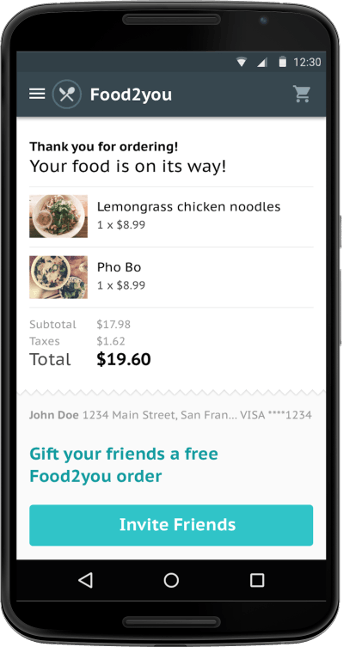 12:30
Food2you
Thank you for ordering!
Your food is on its way!
Lemongrass chicken noodles
1 x $8.99
Pho Bo
1 x $8.99
Subtotal $17.98
Taxes $1.62
Total $19.60
John Doe 1234 Main Street, San Fran... VISA ****1234
Gift your friends a free
Food2you order
Invite Friends